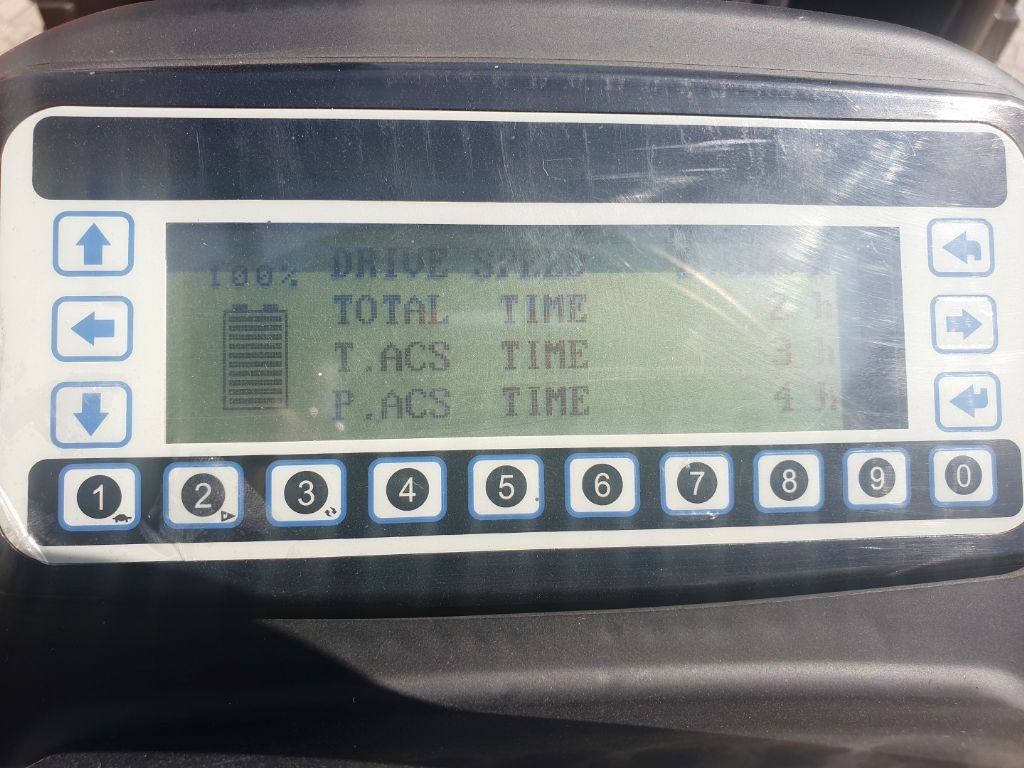 100%
DRIVE SPEED
TOTAL TIME 2 h
T.ACS TIME 3 h
P.ACS TIME 4 h
1 2 3 4 5 6 7 8 9 0